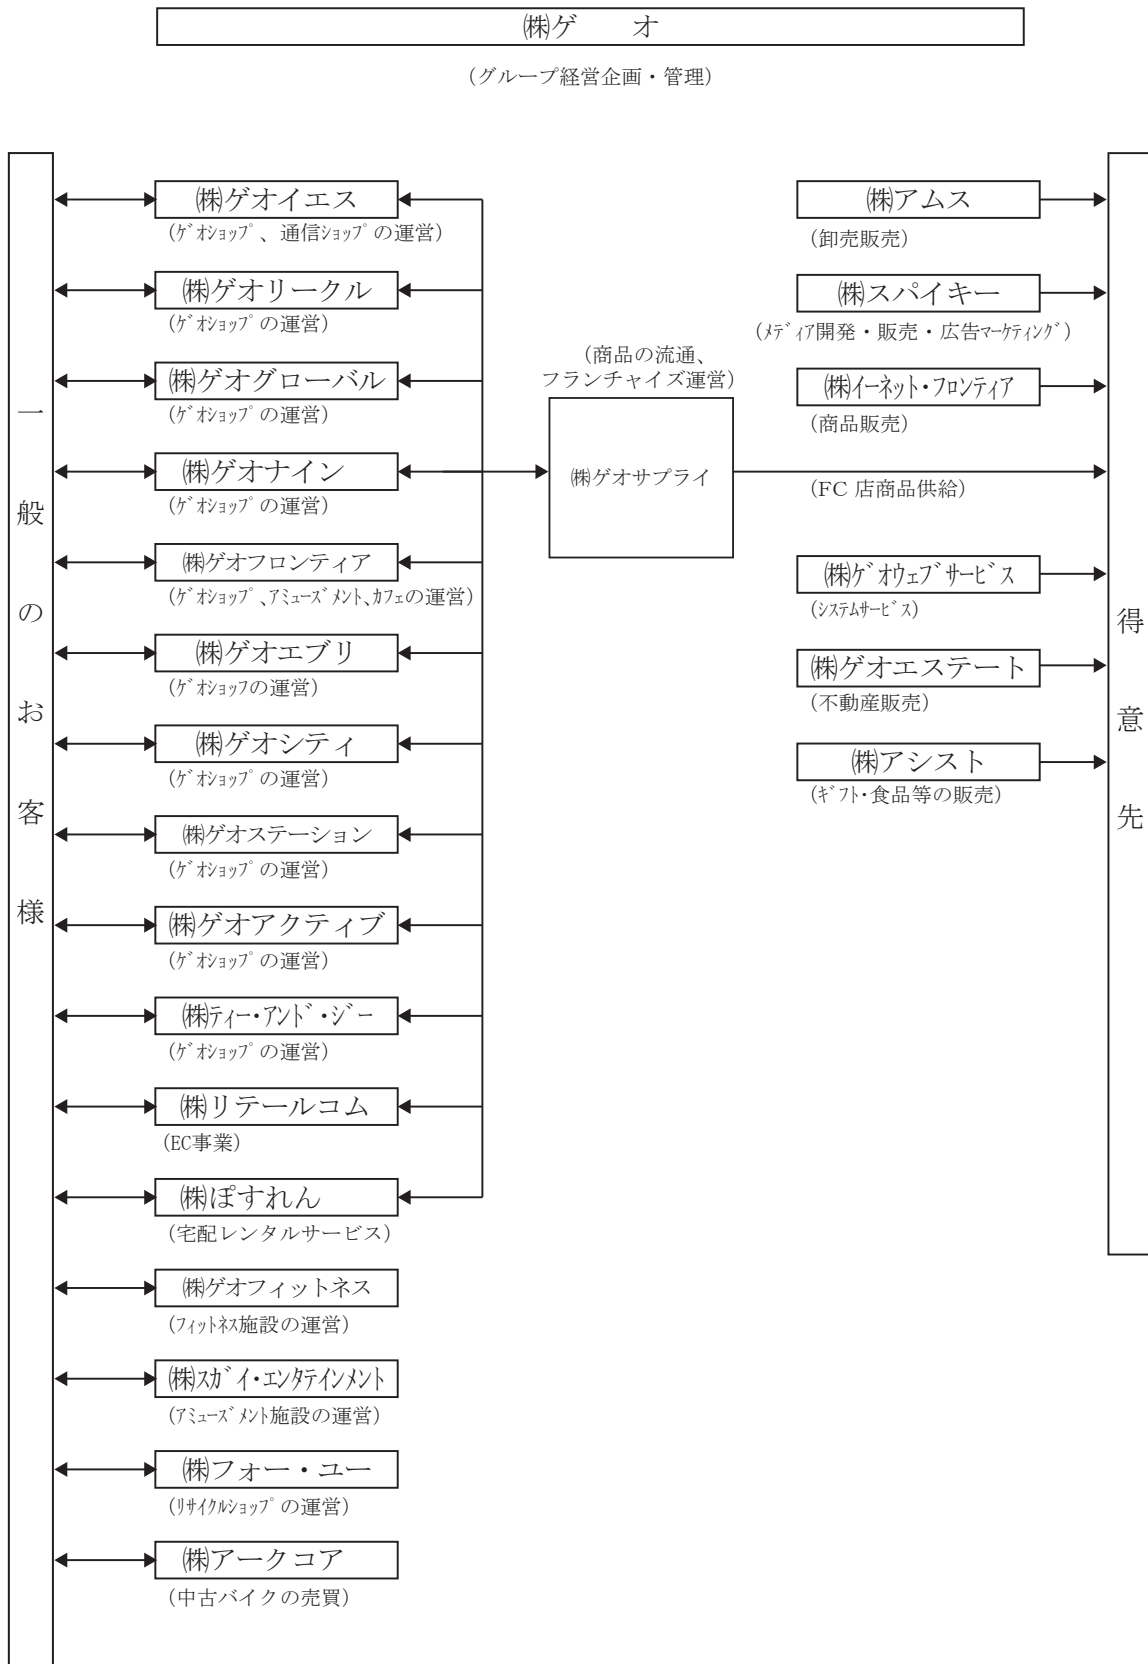 ㈱ゲ　　オ
（グループ経営企画・管理）
一般のお客様
㈱ゲオイエス
（ｹﾞｵｼｮｯﾌﾟ、通信ｼｮｯﾌﾟの運営）
㈱ゲオリークル
（ｹﾞｵｼｮｯﾌﾟの運営）
㈱ゲオグローバル
（ｹﾞｵｼｮｯﾌﾟの運営）
㈱ゲオナイン
（ｹﾞｵｼｮｯﾌﾟの運営）
㈱ゲオフロンティア
（ｹﾞｵｼｮｯﾌﾟ、ｱﾐｭｰｽﾞﾒﾝﾄ、ｶﾌｪの運営）
㈱ゲオエブリ
（ｹﾞｵｼｮｯﾌの運営）
㈱ゲオシティ
（ｹﾞｵｼｮｯﾌﾟの運営）
㈱ゲオステーション
（ｹﾞｵｼｮｯﾌﾟの運営）
㈱ゲオアクティブ
（ｹﾞｵｼｮｯﾌﾟの運営）
㈱ﾃｨｰ・ｱﾝﾄﾞ・ｼﾞｰ
（ｹﾞｵｼｮｯﾌﾟの運営）
㈱リテールコム
（EC事業）
㈱ぽすれん
（宅配レンタルサービス）
㈱ゲオフィットネス
（ﾌｨｯﾄﾈｽ施設の運営）
㈱ｽｶﾞｲ・ｴﾝﾀﾃｲﾝﾒﾝﾄ
（ｱﾐｭｰｽﾞﾒﾝﾄ施設の運営）
㈱フォー・ユー
（ﾘｻｲｸﾙｼｮｯﾌﾟの運営）
㈱アークコア
（中古バイクの売買）
（商品の流通、
フランチャイズ運営）
㈱ゲオサプライ
㈱アムス
（卸売販売）
㈱スパイキー
（ﾒﾃﾞｨｱ開発・販売・広告ﾏｰｹﾃｨﾝｸﾞ）
㈱ｲｰﾈｯﾄ・ﾌﾛﾝﾃｨｱ
（商品販売）
（FC 店商品供給）
㈱ｹﾞｵｳｪﾌﾞｻｰﾋﾞｽ
（ｼｽﾃﾑｻｰﾋﾞｽ）
㈱ゲオエステート
（不動産販売）
㈱アシスト
（ｷﾞﾌﾄ・食品等の販売）
得意先